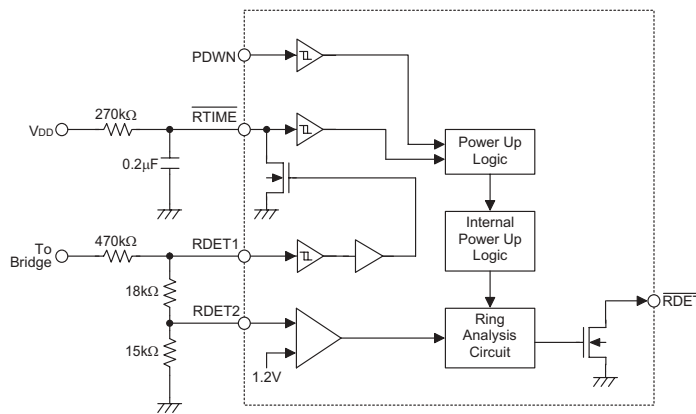 PDWN
270kΩ
RTIME
VDD
0.2µF
Power Up
Logic
To
Bridge
470kΩ
RDET1
Internal
Power Up
Logic
18kΩ
RDET2
RDET
Ring
Analysis
Circuit
15kΩ
1.2V